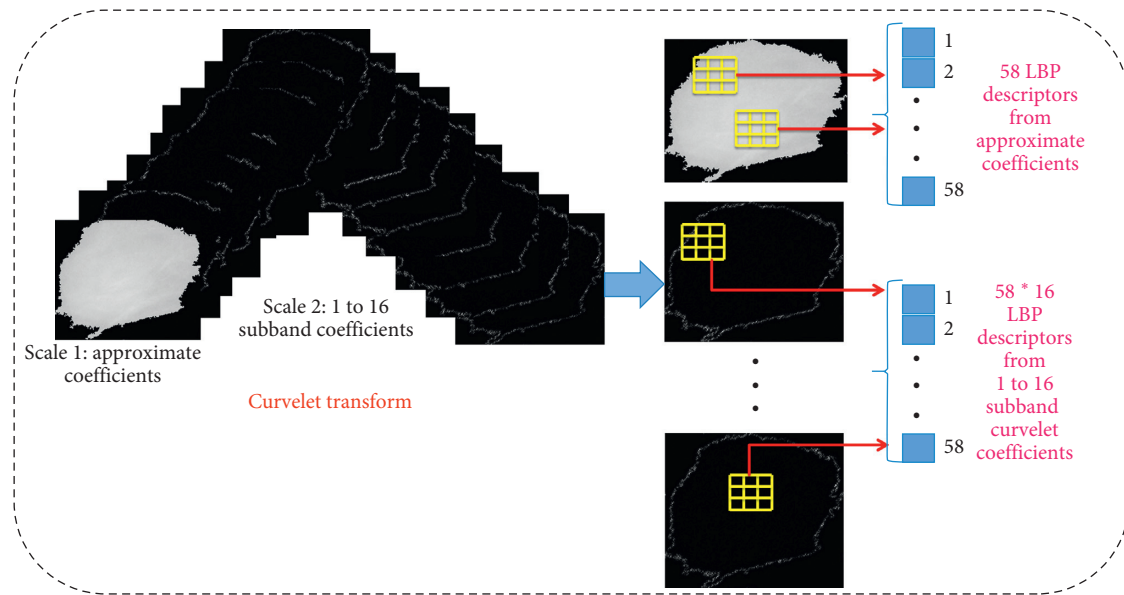 Scale 1: approximate
coefficients
Scale 2: 1 to 16
subband coefficients
Curvelet transform
1
2
58
58 LBP
descriptors
from
approximate
coefficients
1
2
58
58 * 16
LBP
descriptors
from
1 to 16
subband
curvelet
coefficients